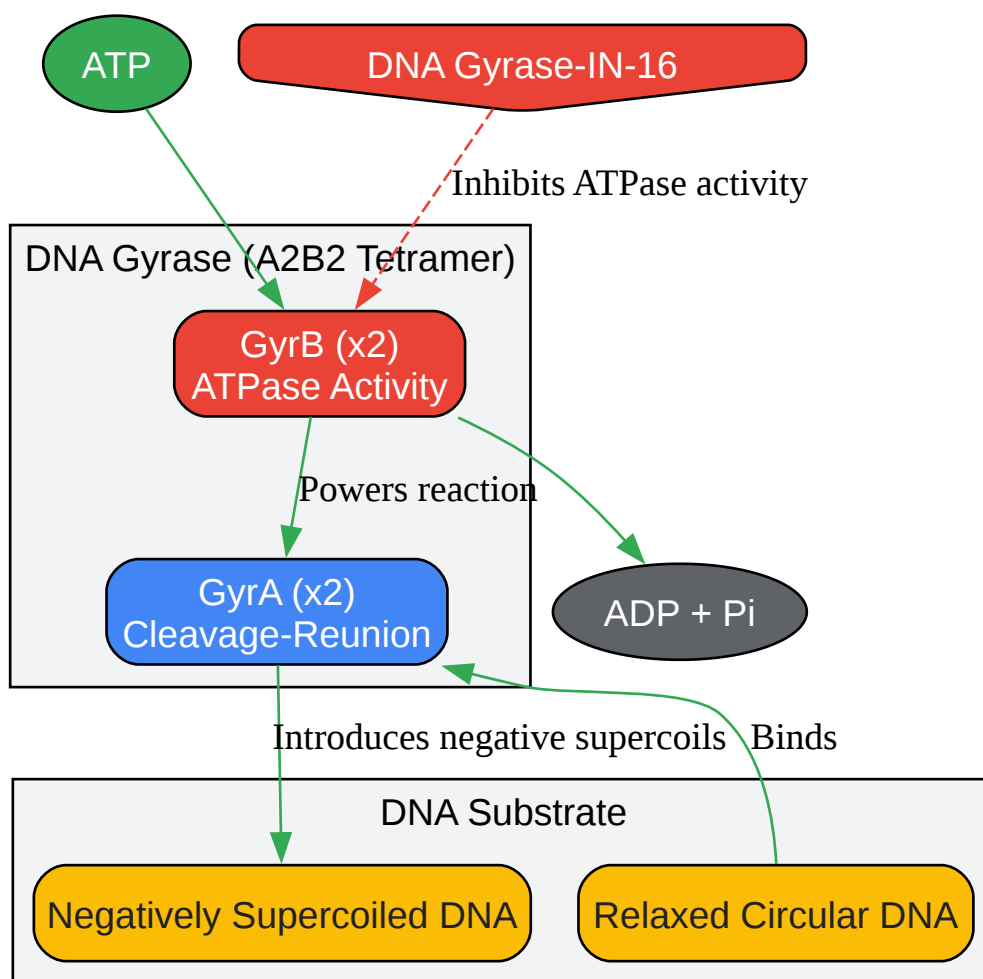 ATP
DNA Gyrase-IN-16
Inhibits ATPase activity
DNA Gyrase (A2B2 Tetramer)
GyrB (x2)
ATPase Activity
Powers reaction
GyrA (x2)
Cleavage-Reunion
ADP + Pi
Introduces negative supercoils
Binds
DNA Substrate
Negatively Supercoiled DNA
Relaxed Circular DNA